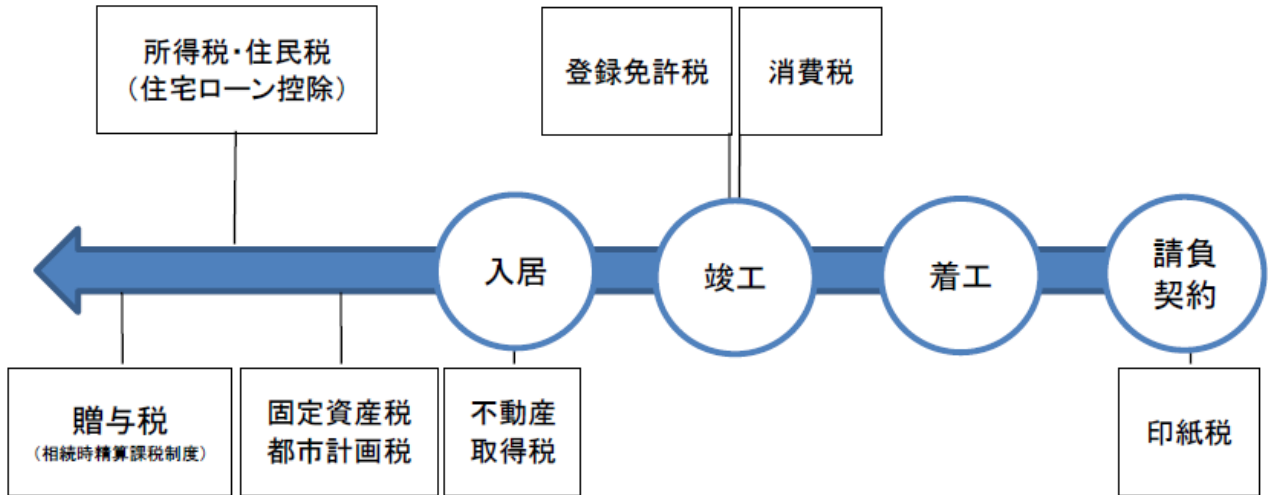 所得税・住民税
（住宅ローン控除）
登録免許税
消費税
入居
竣工
着工
請負
契約
贈与税
（相続時精算課税制度）
固定資産税
都市計画税
不動産
取得税
印紙税